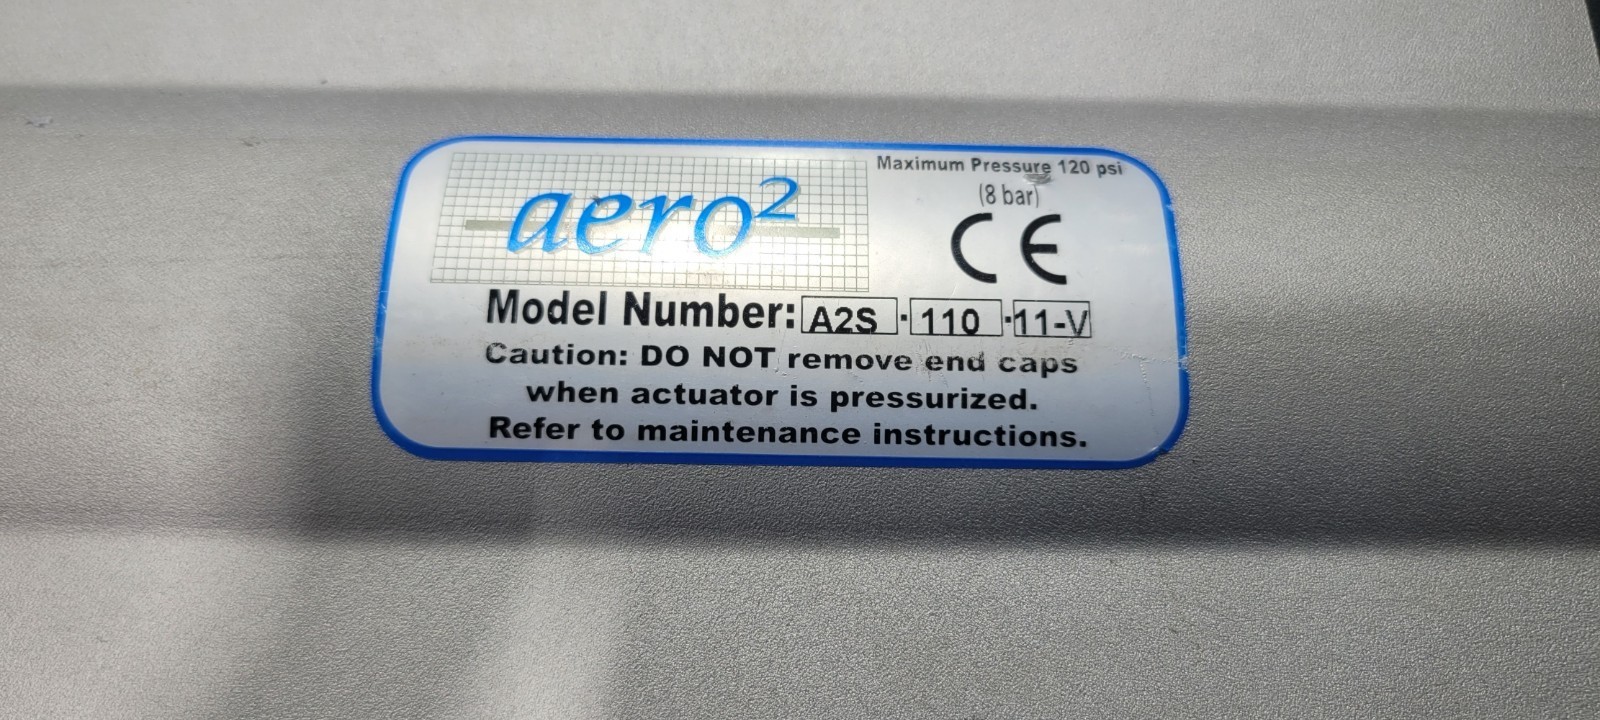 aero²
Maximum Pressure 120 psi
(8 bar)
CE
Model Number: A2S · 110 · 11-V
Caution: DO NOT remove end caps
when actuator is pressurized.
Refer to maintenance instructions.